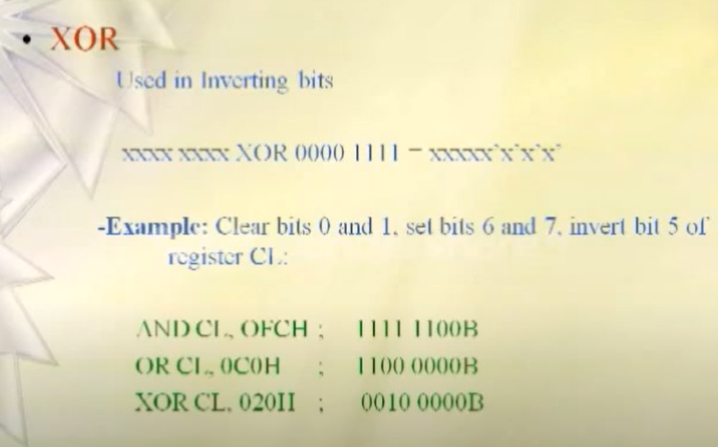 • XOR
Used in Inverting bits
xxxx xxxx XOR 0000 1111 = xxxxx`x`x`x`
-Example: Clear bits 0 and 1, set bits 6 and 7, invert bit 5 of
register CL:
AND CL, OFCH ; 1111 1100B
OR CL, 0C0H ; 1100 0000B
XOR CL, 020H ; 0010 0000B